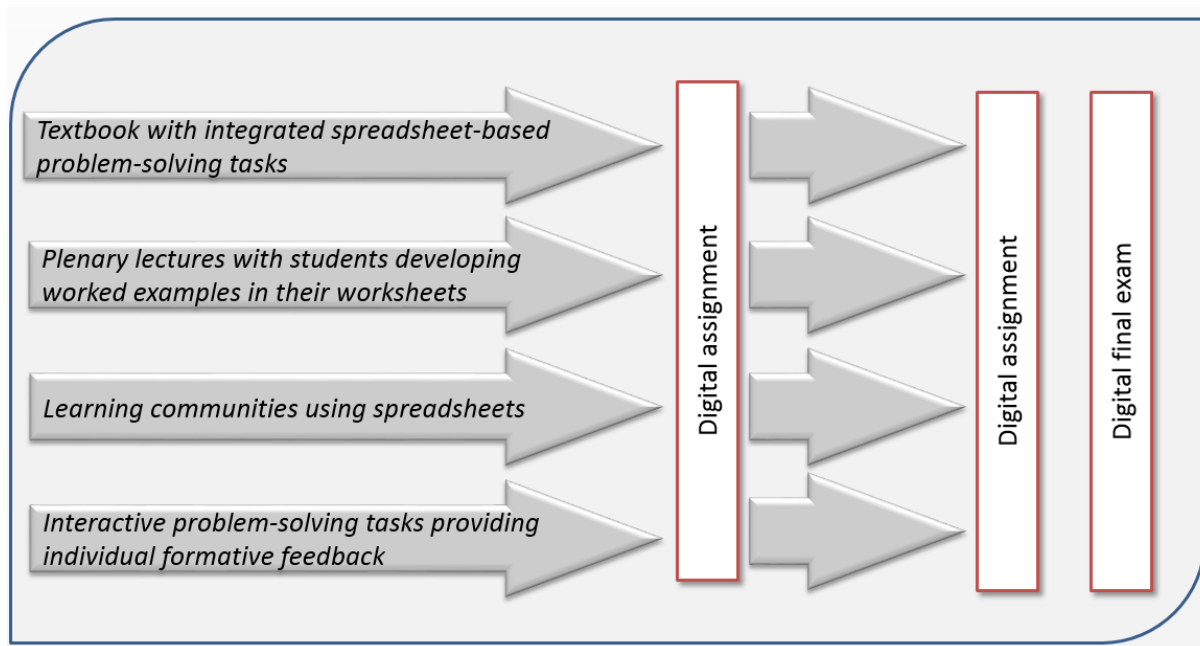 Textbook with integrated spreadsheet-based
problem-solving tasks
Plenary lectures with students developing
worked examples in their worksheets
Learning communities using spreadsheets
Interactive problem-solving tasks providing
individual formative feedback
Digital assignment
Digital assignment
Digital final exam